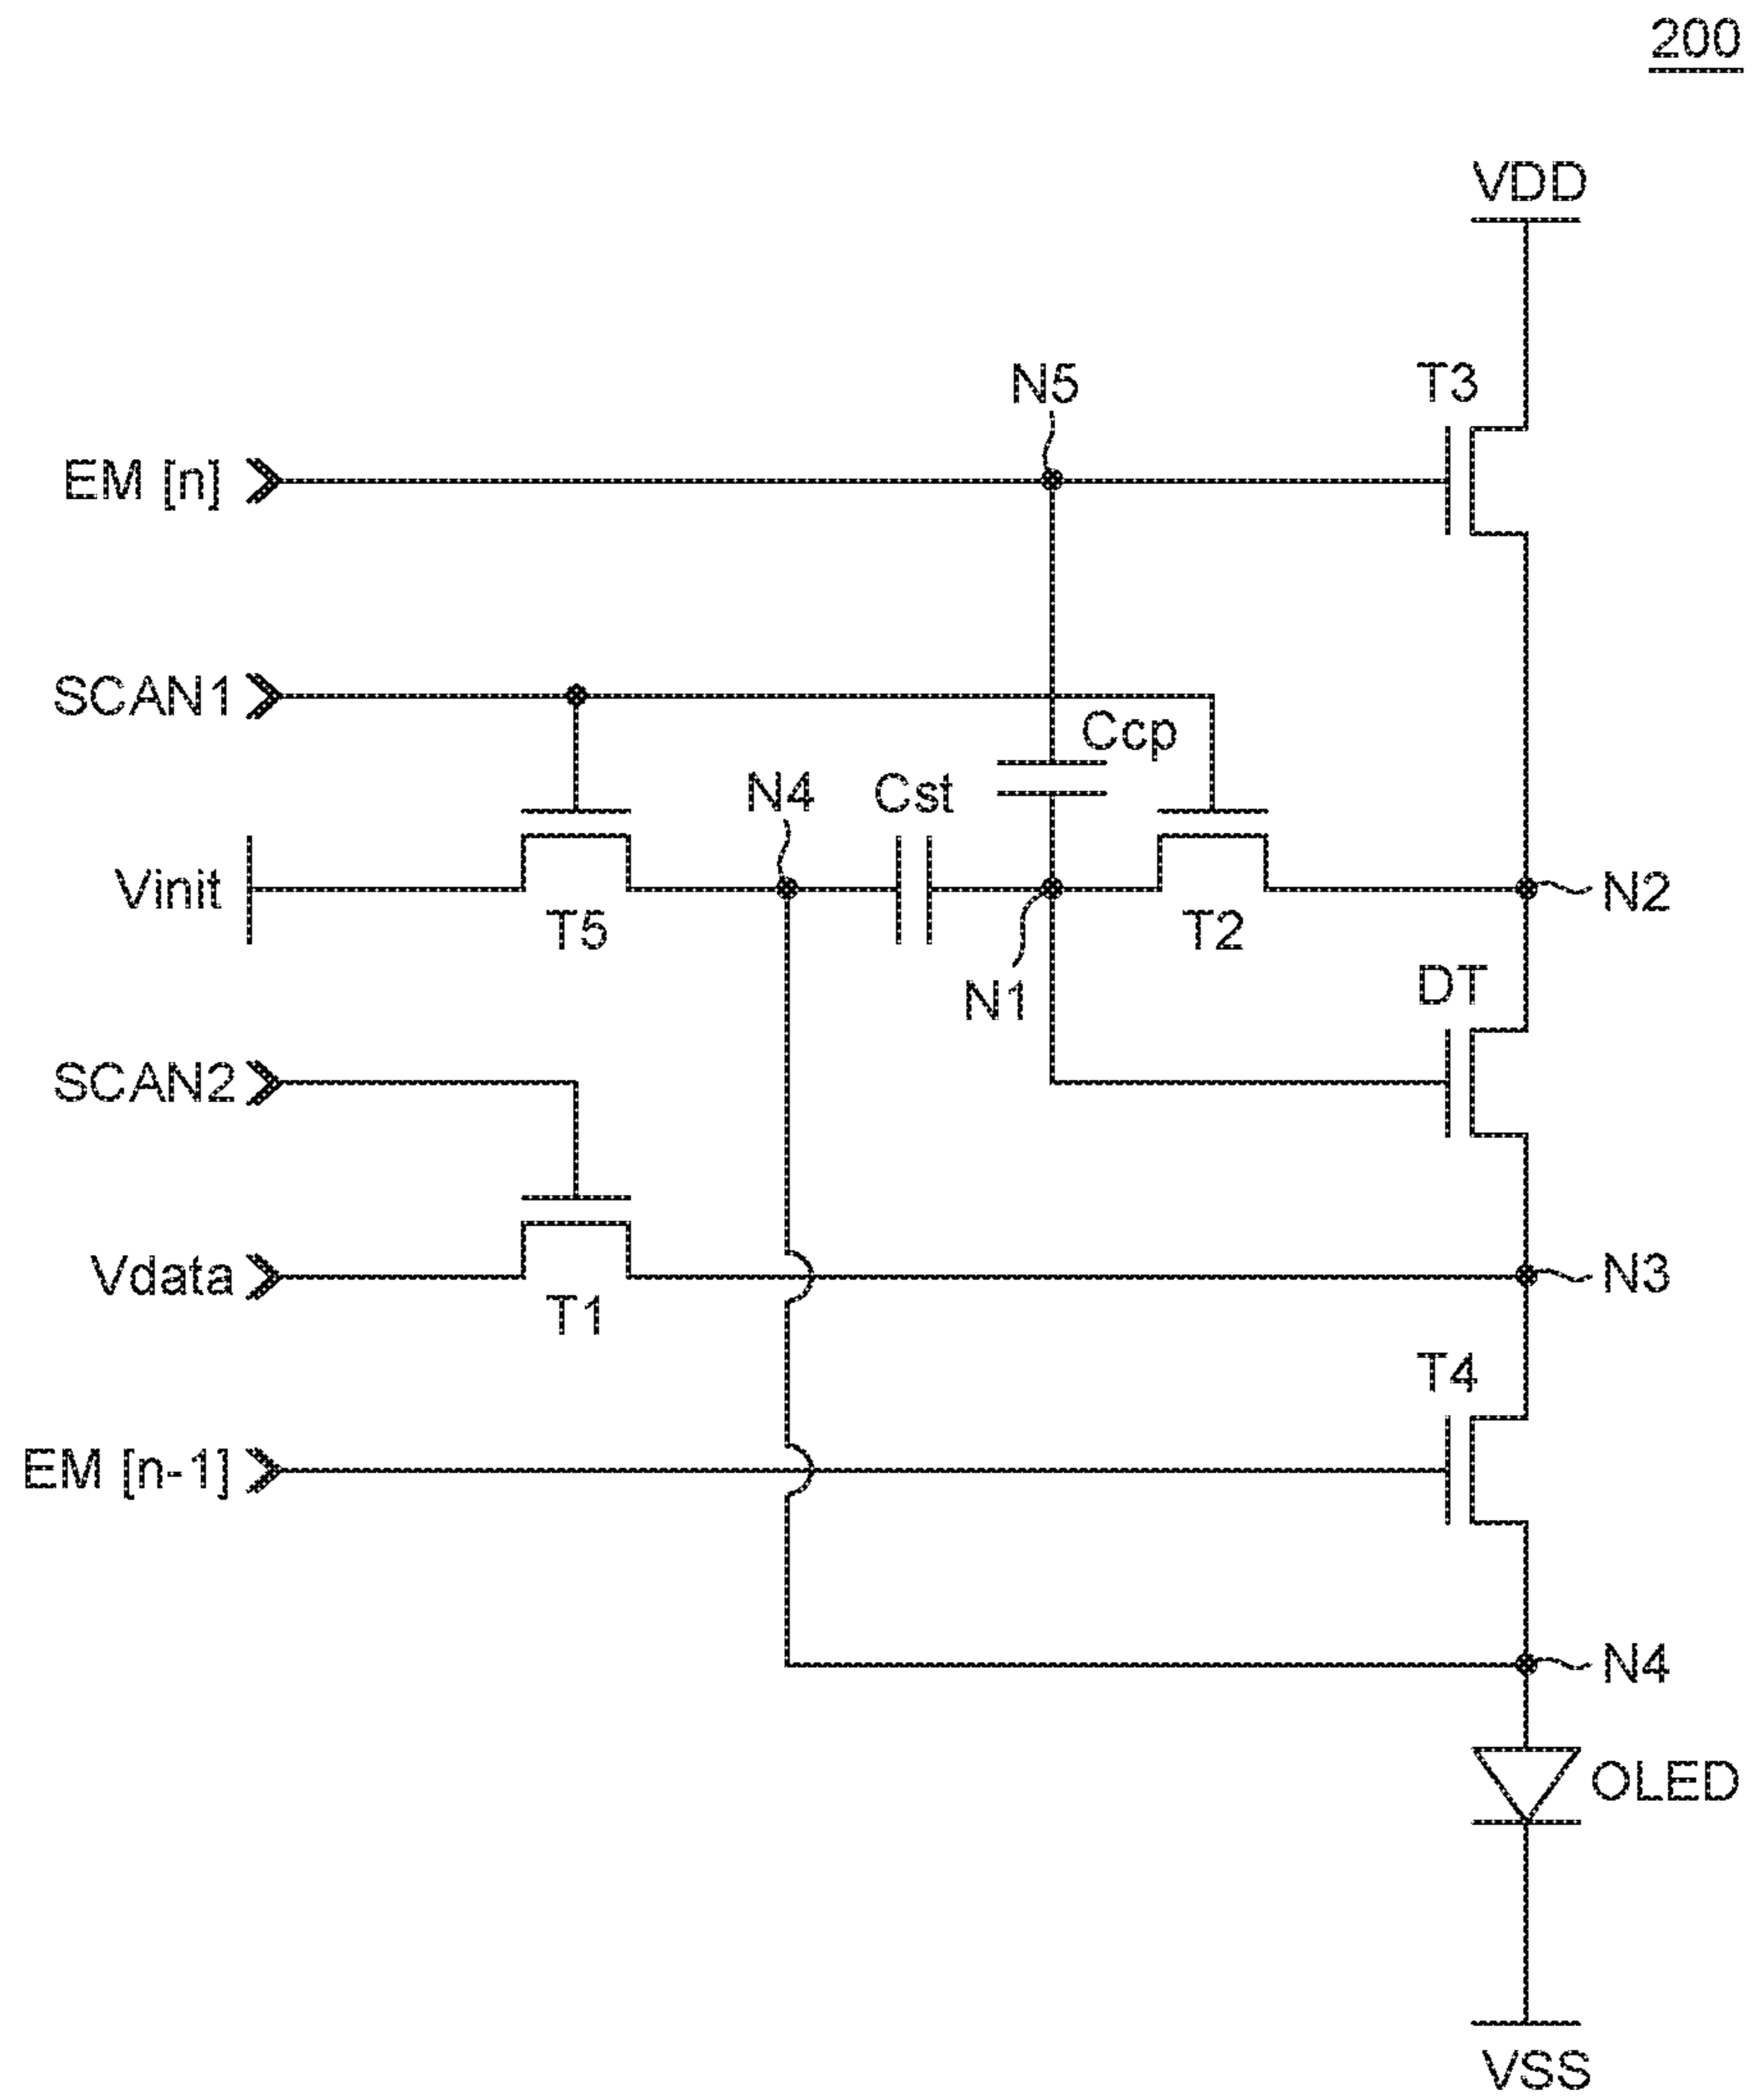 200
VDD
T3
N5
EM [n]
SCAN1
Ccp
N4
Cst
Vinit
T5
T2
N2
N1
DT
SCAN2
Vdata
T1
N3
T4
EM [n-1]
N4
OLED
VSS